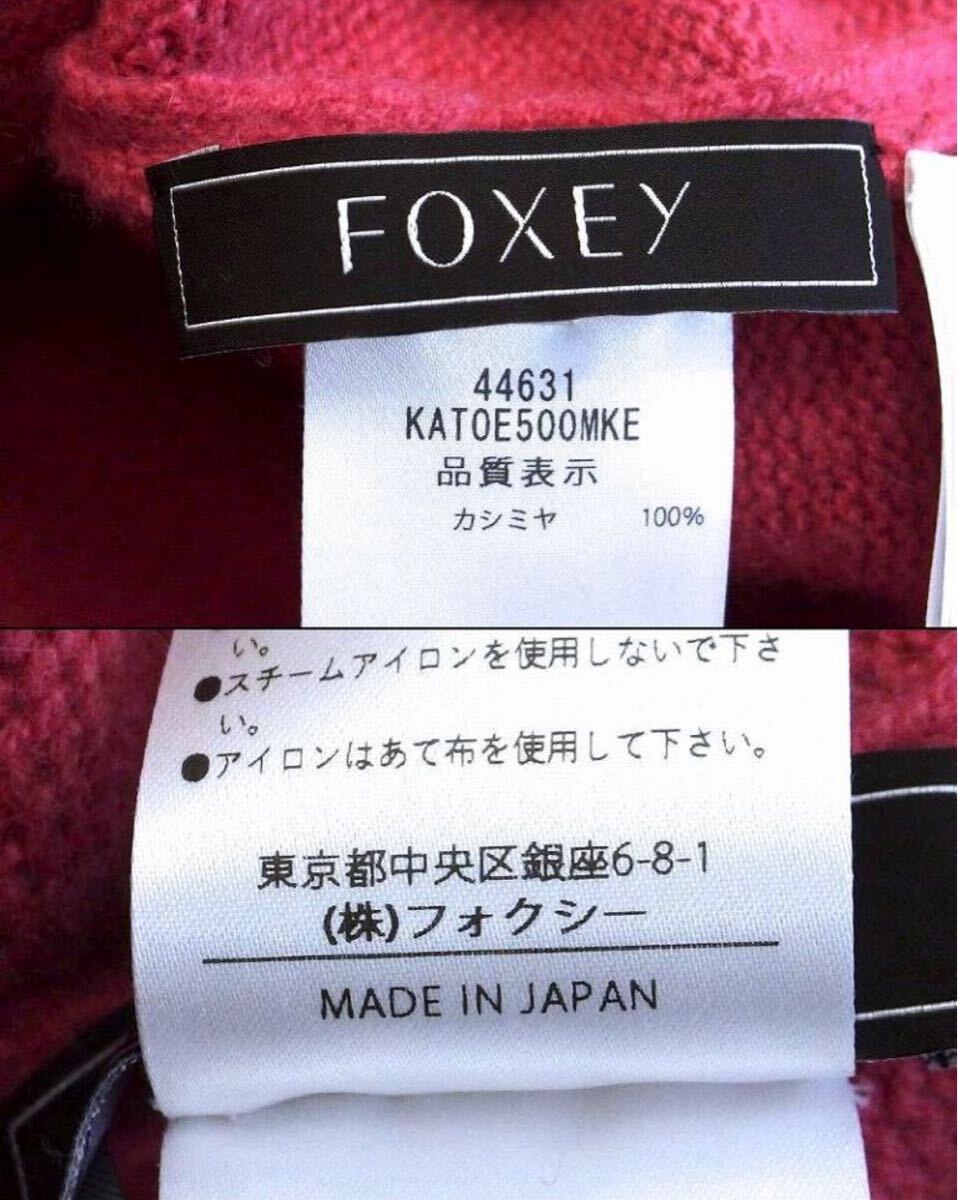 FOXEY
44631
KAT0E500MKE
品質表示
カシミヤ 100%
い。
●スチームアイロンを使用しないで下さ
い。
●アイロンはあて布を使用して下さい。
東京都中央区銀座6-8-1
(株)フォクシー
MADE IN JAPAN